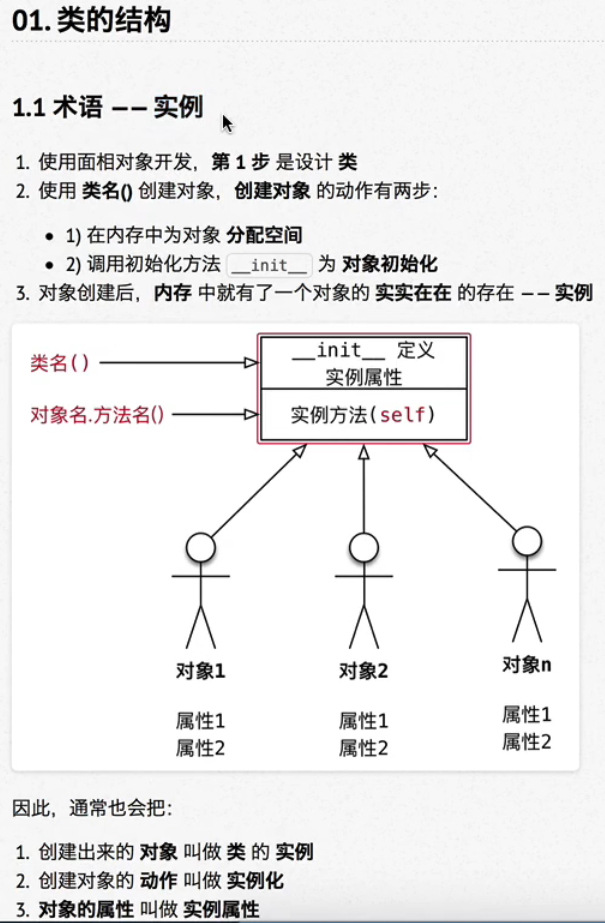 01. 类的结构
1.1 术语 —— 实例
1. 使用面相对象开发，第 1 步 是设计 类
2. 使用 类名() 创建对象，创建对象 的动作有两步：
• 1) 在内存中为对象 分配空间
• 2) 调用初始化方法 __init__ 为 对象初始化
3. 对象创建后，内存 中就有了一个对象的 实实在在 的存在 —— 实例
类名()
__init__ 定义
实例属性
对象名.方法名()
实例方法(self)
对象1
对象2
对象n
属性1
属性1
属性1
属性2
属性2
属性2
因此，通常也会把：
1. 创建出来的 对象 叫做 类 的 实例
2. 创建对象的 动作 叫做 实例化
3. 对象的属性 叫做 实例属性